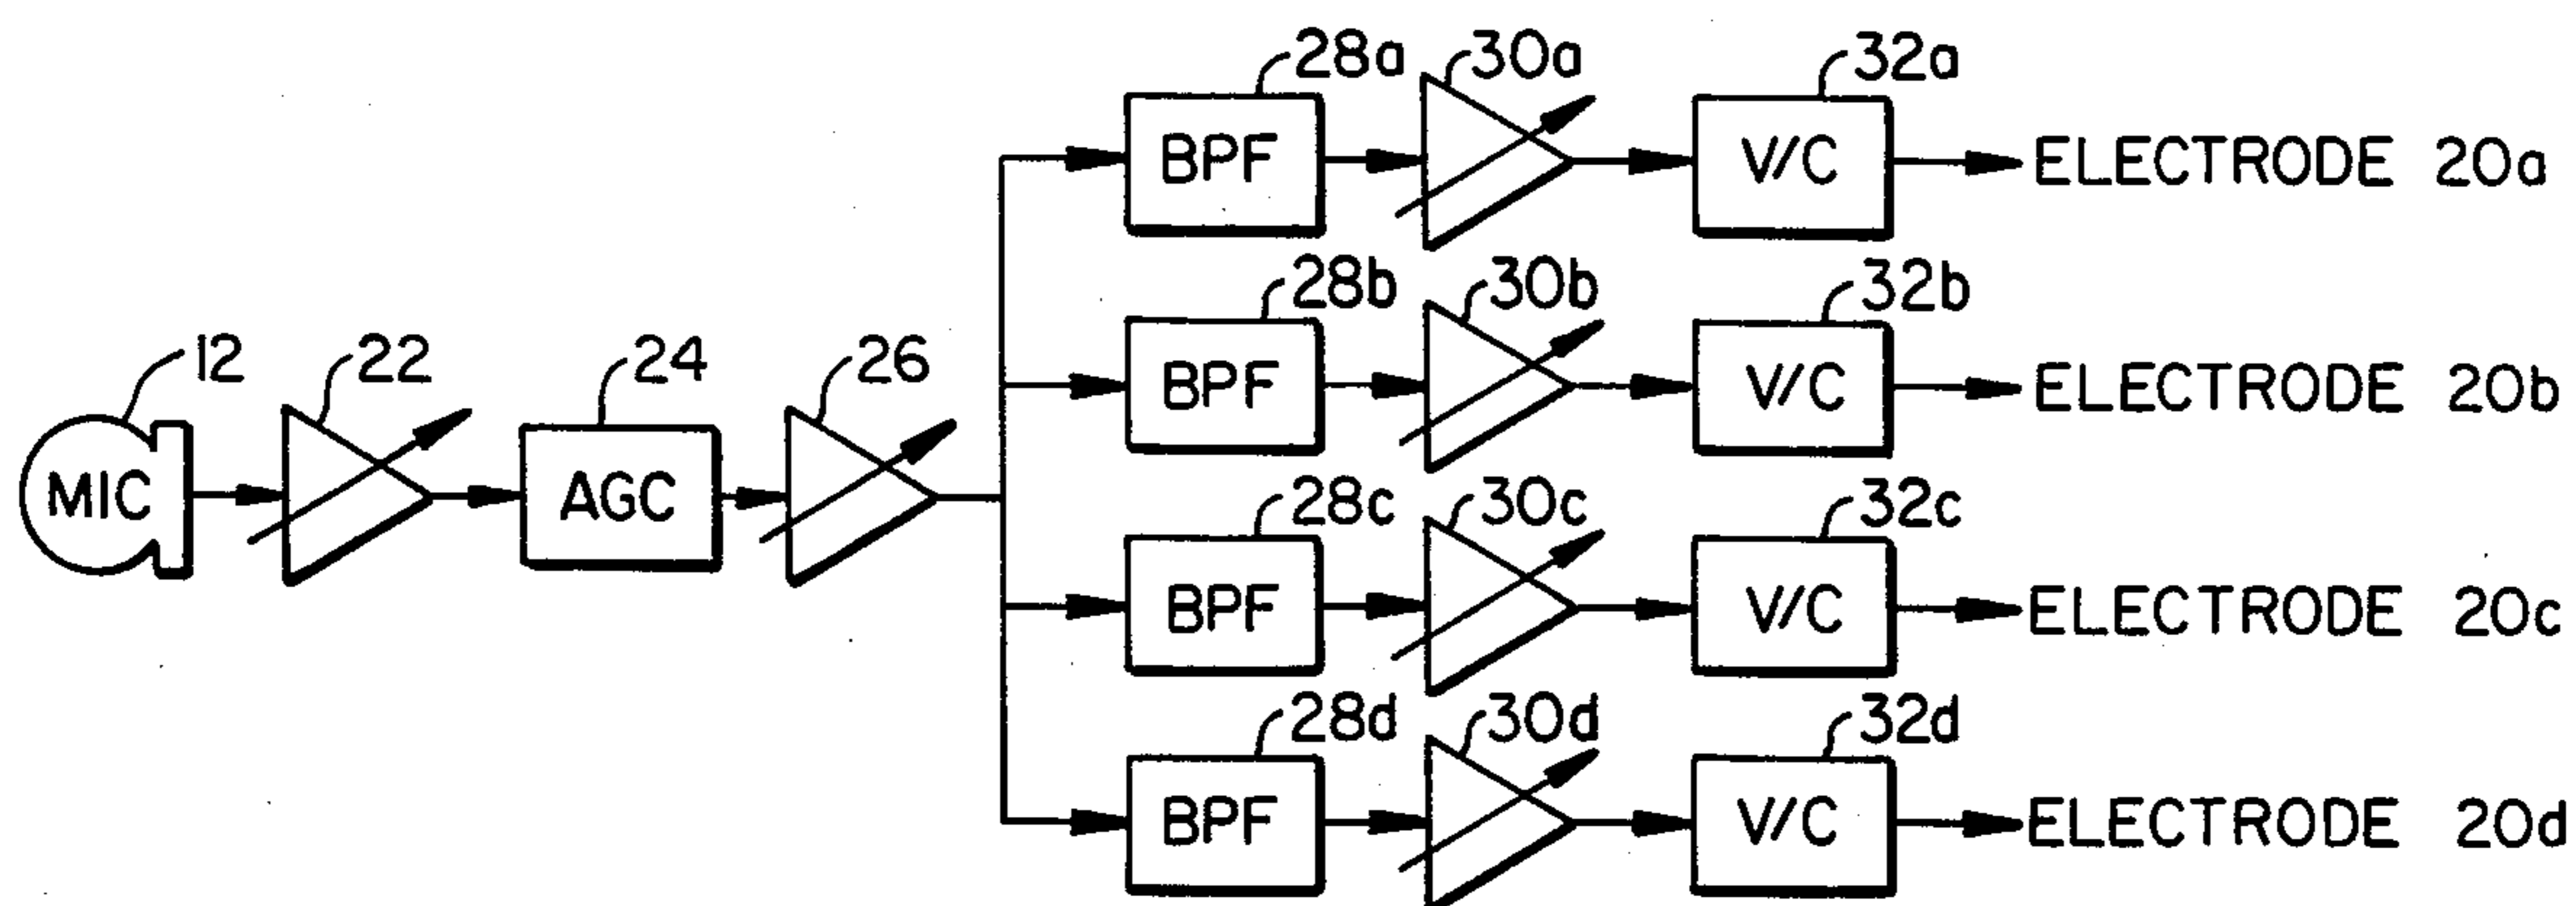 28a 30a 32a
BPF V/C ELECTRODE 20a
28b 30b 32b
BPF V/C ELECTRODE 20b
12 22 24 26
MIC AGC
28c 30c 32c
BPF V/C ELECTRODE 20c
28d 30d 32d
BPF V/C ELECTRODE 20d